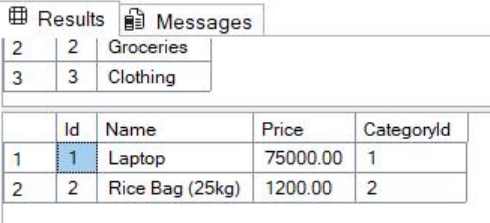 Results Messages
2 2 Groceries
3 3 Clothing
Id Name Price CategoryId
1 1 Laptop 75000.00 1
2 2 Rice Bag (25kg) 1200.00 2